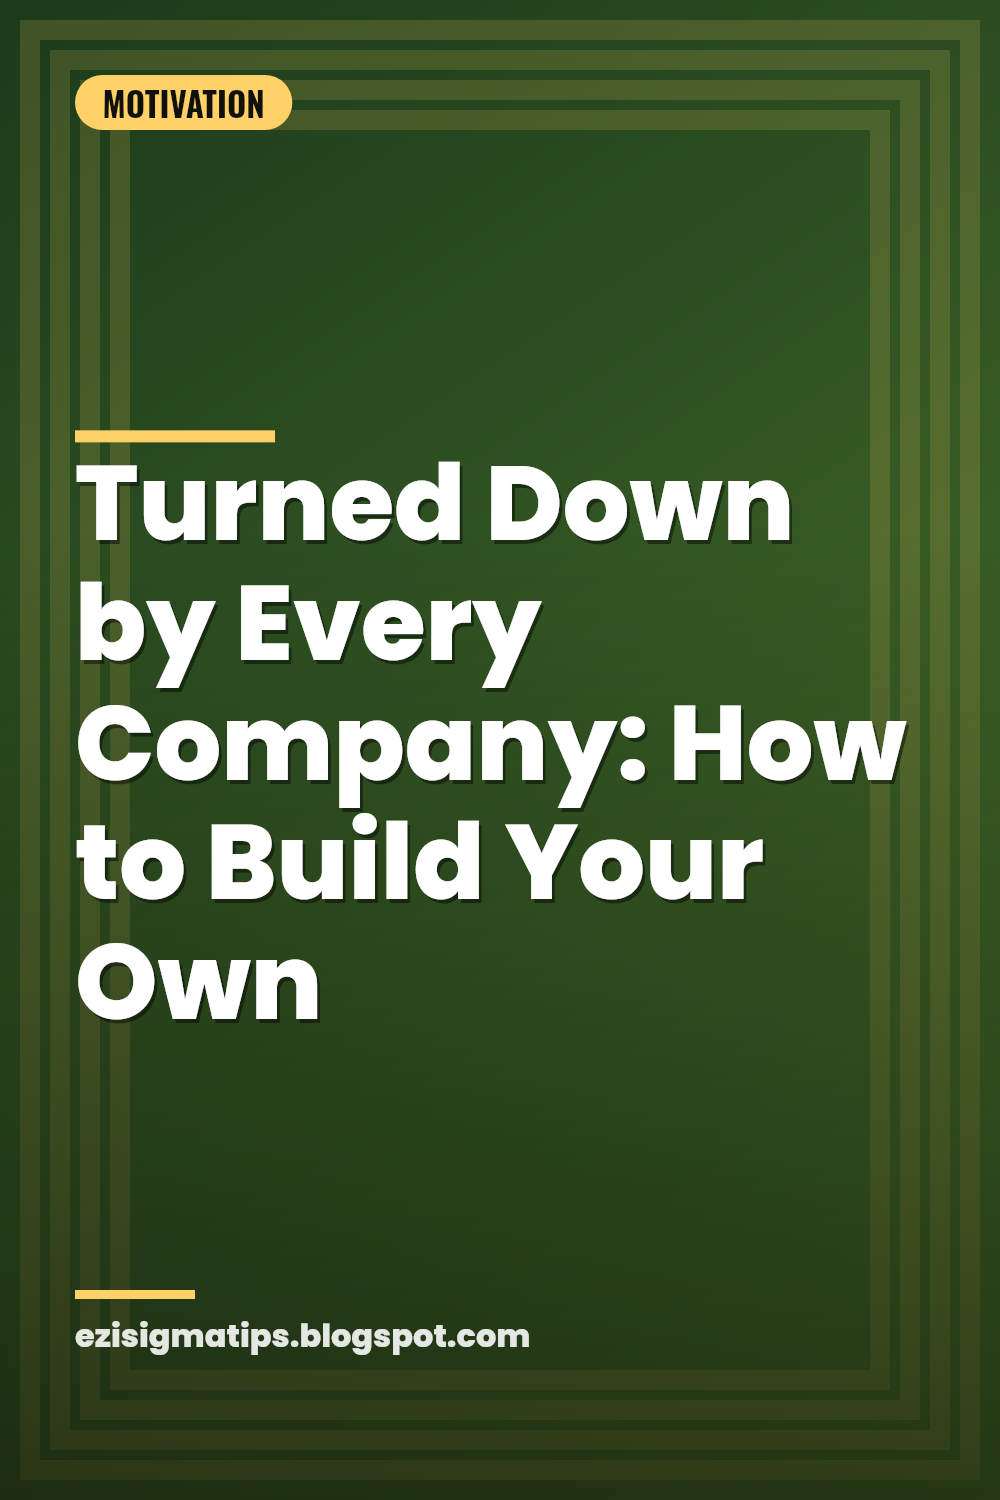 MOTIVATION
Turned Down
by Every
Company: How
to Build Your
Own
ezisigmatips.blogspot.com